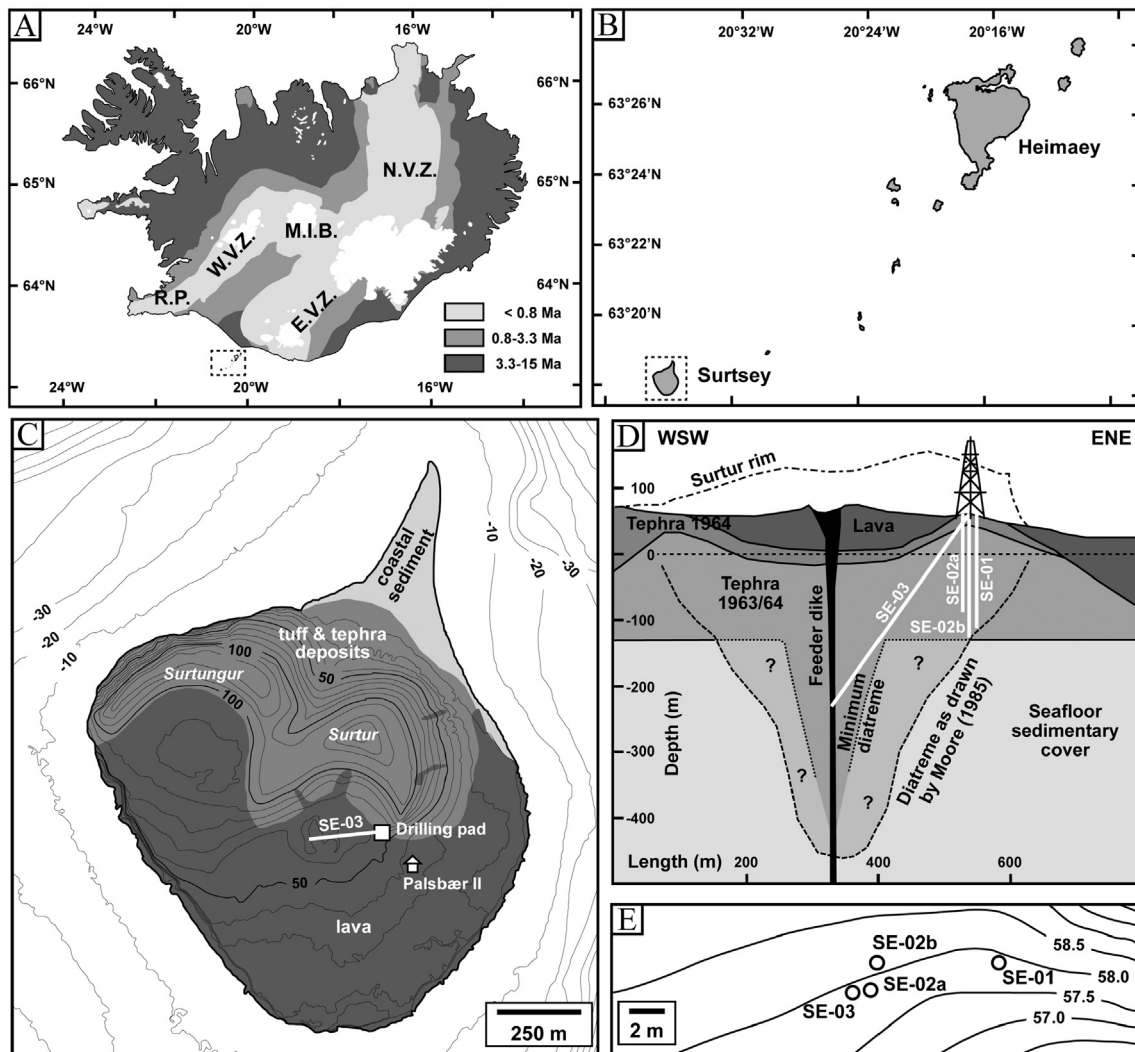 A
24°W
20°W
16°W
66°N
66°N
65°N
65°N
64°N
64°N
N.V.Z.
M.I.B.
W.V.Z.
R.P.
E.V.Z.
< 0.8 Ma
0.8-3.3 Ma
3.3-15 Ma
24°W
20°W
16°W
B
20°32'W
20°24'W
20°16'W
63°26'N
63°24'N
63°22'N
63°20'N
Heimaey
Surtsey
C
-10
-20
-30
coastal
sediment
-30
-20
-10
tuff & tephra
deposits
100
50
Surtungur
100
Surtur
SE-03
Drilling pad
50
Palsbær II
lava
250 m
D
WSW
ENE
Surtur rim
100
0
-100
-200
-300
-400
Depth (m)
Tephra 1964
Lava
Tephra
1963/64
Feeder dike
SE-03
SE-02a
SE-01
SE-02b
?
?
?
?
Minimum
diatreme
Diatreme as drawn
by Moore (1985)
Seafloor
sedimentary
cover
Length (m)
200
400
600
E
SE-02b
SE-02a
SE-03
SE-01
58.5
58.0
57.5
57.0
2 m